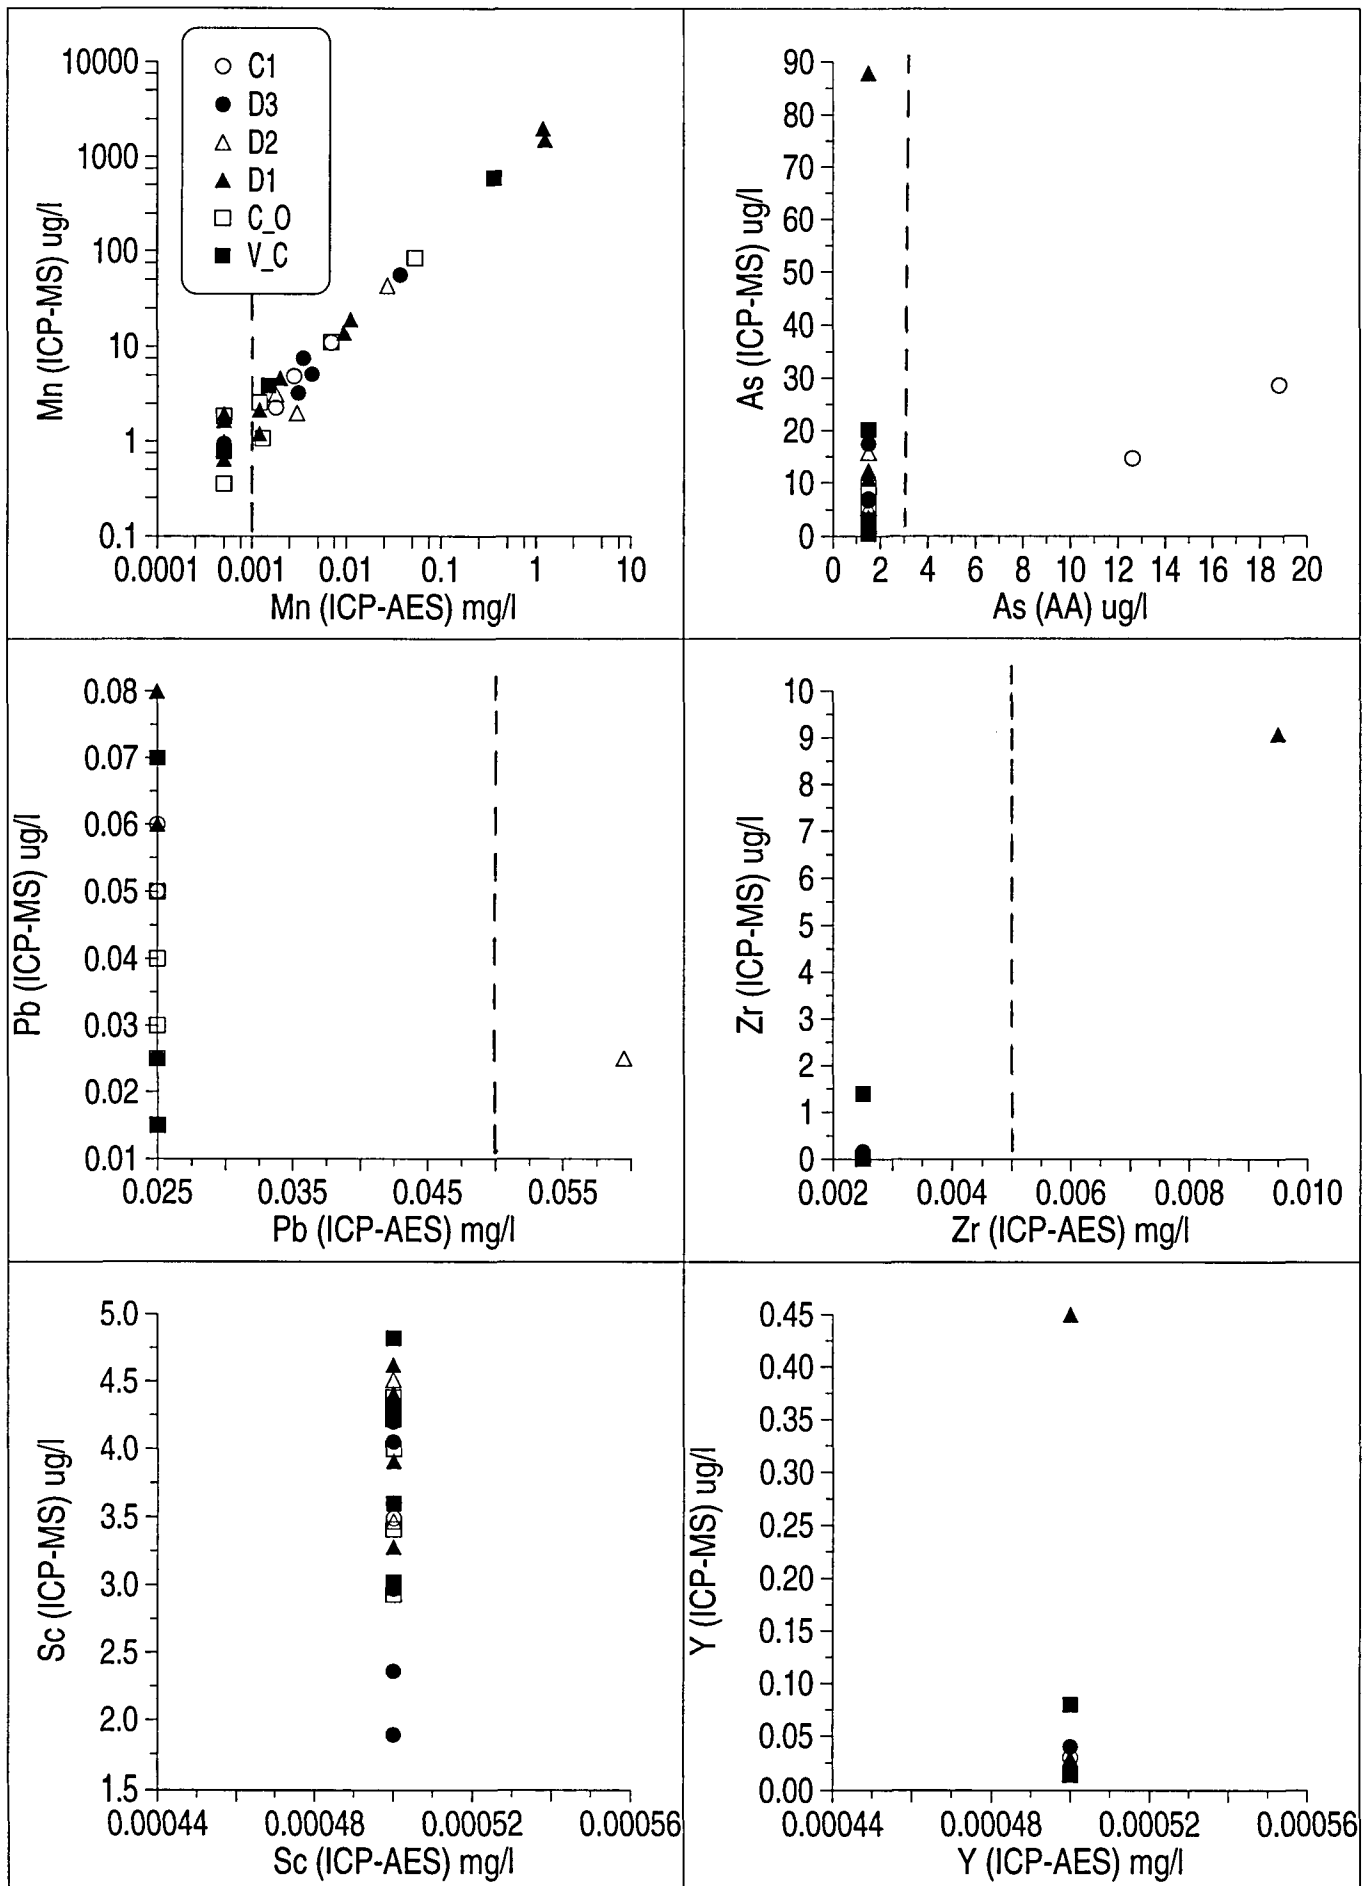 C1
D3
D2
D1
C_O
V_C
10000
1000
100
10
1
0.1
Mn (ICP-MS) ug/l
0.0001 0.001 0.01 0.1 1 10
Mn (ICP-AES) mg/l
90
80
70
60
50
40
30
20
10
0
As (ICP-MS) ug/l
0 2 4 6 8 10 12 14 16 18 20
As (AA) ug/l
0.08
0.07
0.06
0.05
0.04
0.03
0.02
0.01
Pb (ICP-MS) ug/l
0.025 0.035 0.045 0.055
Pb (ICP-AES) mg/l
10
9
8
7
6
5
4
3
2
1
0
Zr (ICP-MS) ug/l
0.002 0.004 0.006 0.008 0.010
Zr (ICP-AES) mg/l
5.0
4.5
4.0
3.5
3.0
2.5
2.0
1.5
Sc (ICP-MS) ug/l
0.00044 0.00048 0.00052 0.00056
Sc (ICP-AES) mg/l
0.45
0.40
0.35
0.30
0.25
0.20
0.15
0.10
0.05
0.00
Y (ICP-MS) ug/l
0.00044 0.00048 0.00052 0.00056
Y (ICP-AES) mg/l